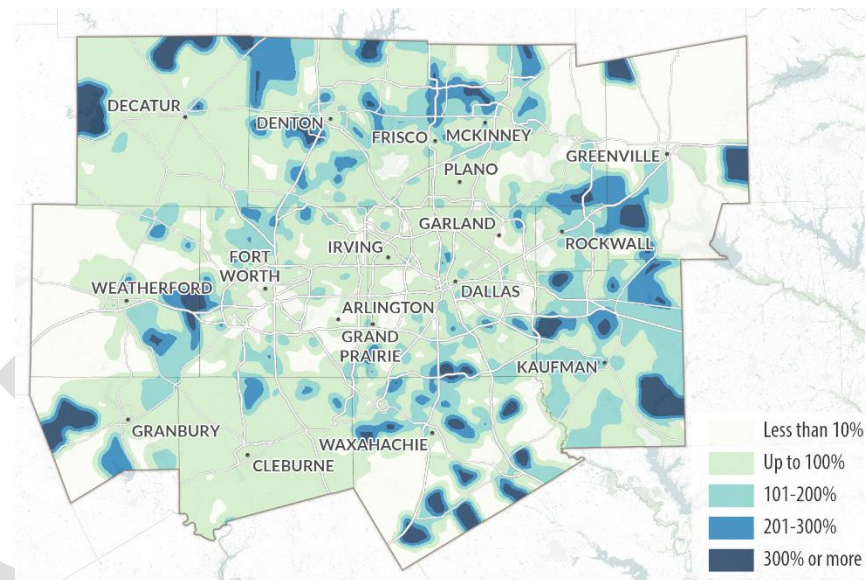 DECATUR
DENTON
FRISCO
MCKINNEY
GREENVILLE
PLANO
GARLAND
ROCKWALL
IRVING
FORT
WORTH
DALLAS
WEATHERFORD
ARLINGTON
GRAND
PRAIRIE
KAUFMAN
GRANBURY
WAXAHACHIE
CLEBURNE
Less than 10%
Up to 100%
101-200%
201-300%
300% or more